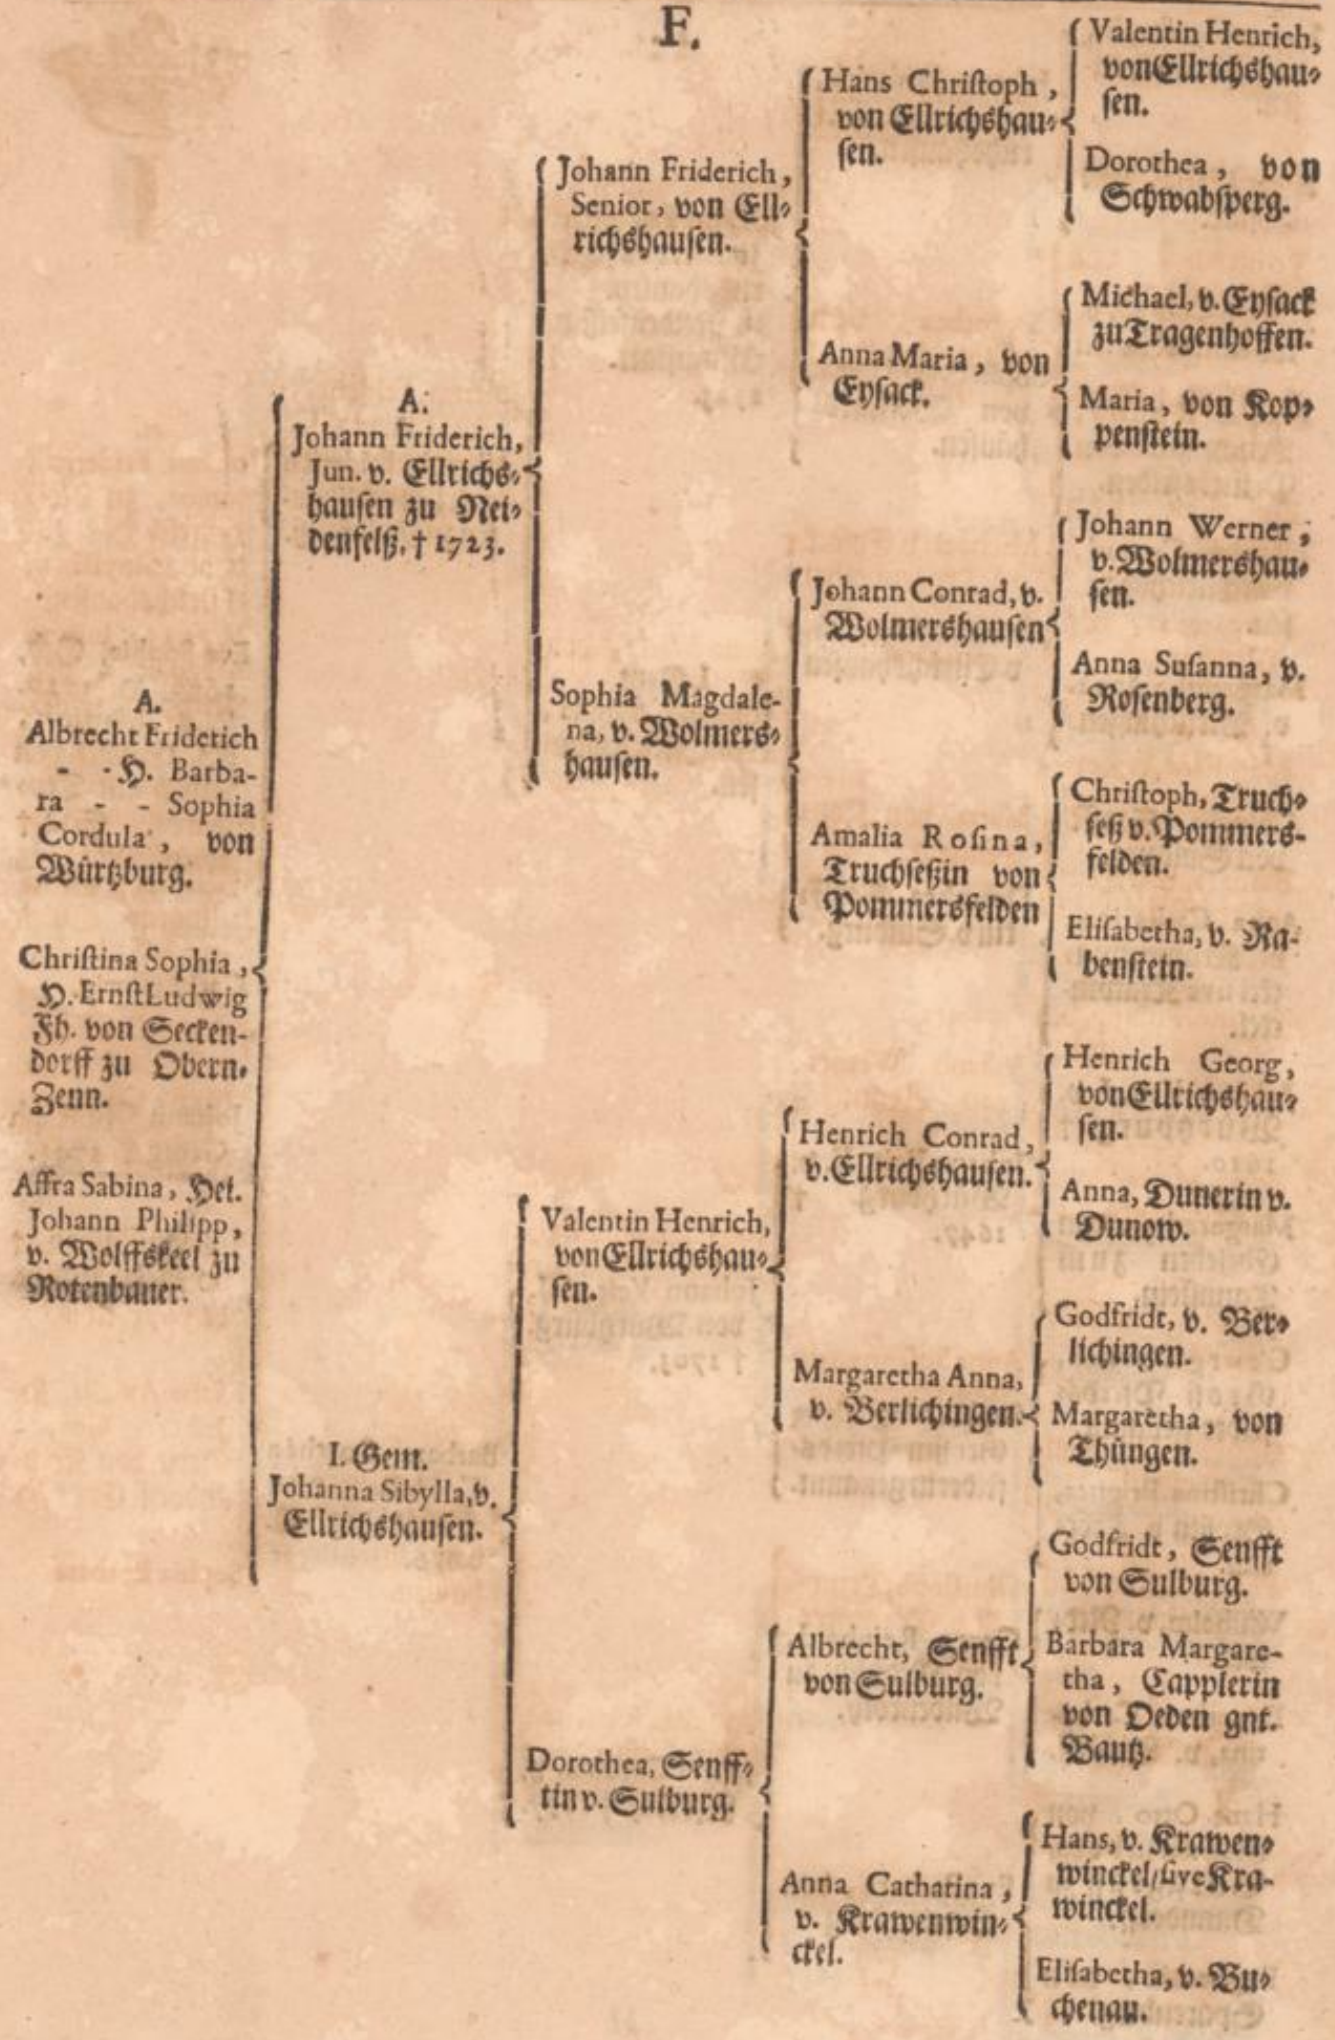 F.
A.
Albrecht Friderich
- - H. Barba-
ra - - Sophia
Cordula, von
Würtzburg.
Christina Sophia,
H. Ernst Ludwig
Fh. von Secken-
dorff zu Obern-
Zenn.
Affra Sabina, Hei.
Johann Philipp,
v. Wolffskeel zu
Rotenbauer.
A.
Johann Friderich,
Jun. v. Ellrichs-
hausen zu Nei-
denfelß, † 1723.
I. Gem.
Johanna Sibylla, v.
Ellrichshausen.
Johann Friderich,
Senior, von Ell-
richshausen.
Sophia Magdale-
na, v. Wolmers-
hausen.
Valentin Henrich,
von Ellrichshau-
sen.
Dorothea, Senff-
tin v. Sulburg.
Hans Christoph,
von Ellrichshau-
sen.
Anna Maria, von
Eysack.
Johann Conrad, v.
Wolmershausen
Amalia Rosina,
Truchseßin von
Pommersfelden
Henrich Conrad,
v. Ellrichshausen.
Margaretha Anna,
v. Berlichingen.
Albrecht, Senfft
von Sulburg.
Anna Catharina,
v. Krawenwin-
ckel.
Valentin Henrich,
von Ellrichshau-
sen.
Dorothea, von
Schwabsperg.
Michael, v. Eysack
zu Tragenhoffen.
Maria, von Kop-
penstein.
Johann Werner,
v. Wolmershau-
sen.
Anna Susanna, v.
Rosenberg.
Christoph, Truch-
seß v. Pommers-
felden.
Elisabetha, v. Ra-
benstein.
Henrich Georg,
von Ellrichshau-
sen.
Anna, Dunerin v.
Dunow.
Godfridt, v. Ber-
lichingen.
Margaretha, von
Thüngen.
Godfridt, Senfft
von Sulburg.
Barbara Margare-
tha, Capplerin
von Oeden gnt.
Bautz.
Hans, v. Krawen-
winckel/sive Kra-
winckel.
Elisabetha, v. Bu-
chenau.